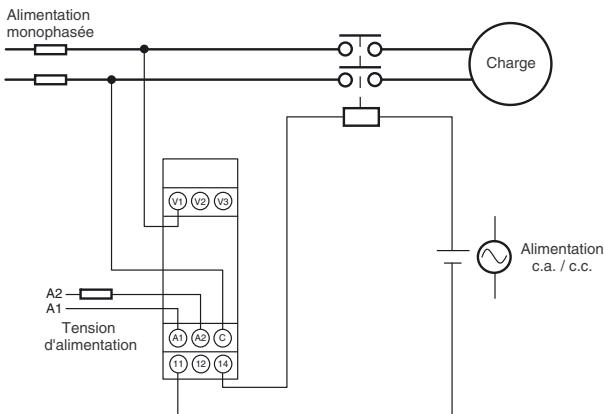 Alimentation
monophasée
Charge
V1 V2 V3
Alimentation
c.a. / c.c.
A2
A1
Tension
d'alimentation
A1 A2 C
11 12 14